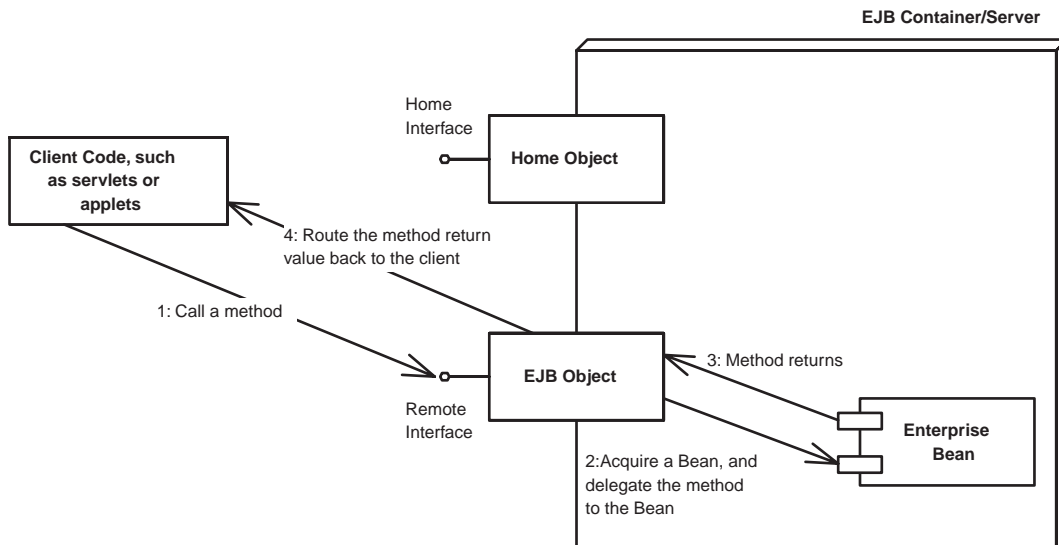 EJB Container/Server
Home
Interface
Home Object
Client Code, such
as servlets or
applets
4: Route the method return
value back to the client
1: Call a method
EJB Object
3: Method returns
Remote
Interface
Enterprise
Bean
2:Acquire a Bean, and
delegate the method
to the Bean